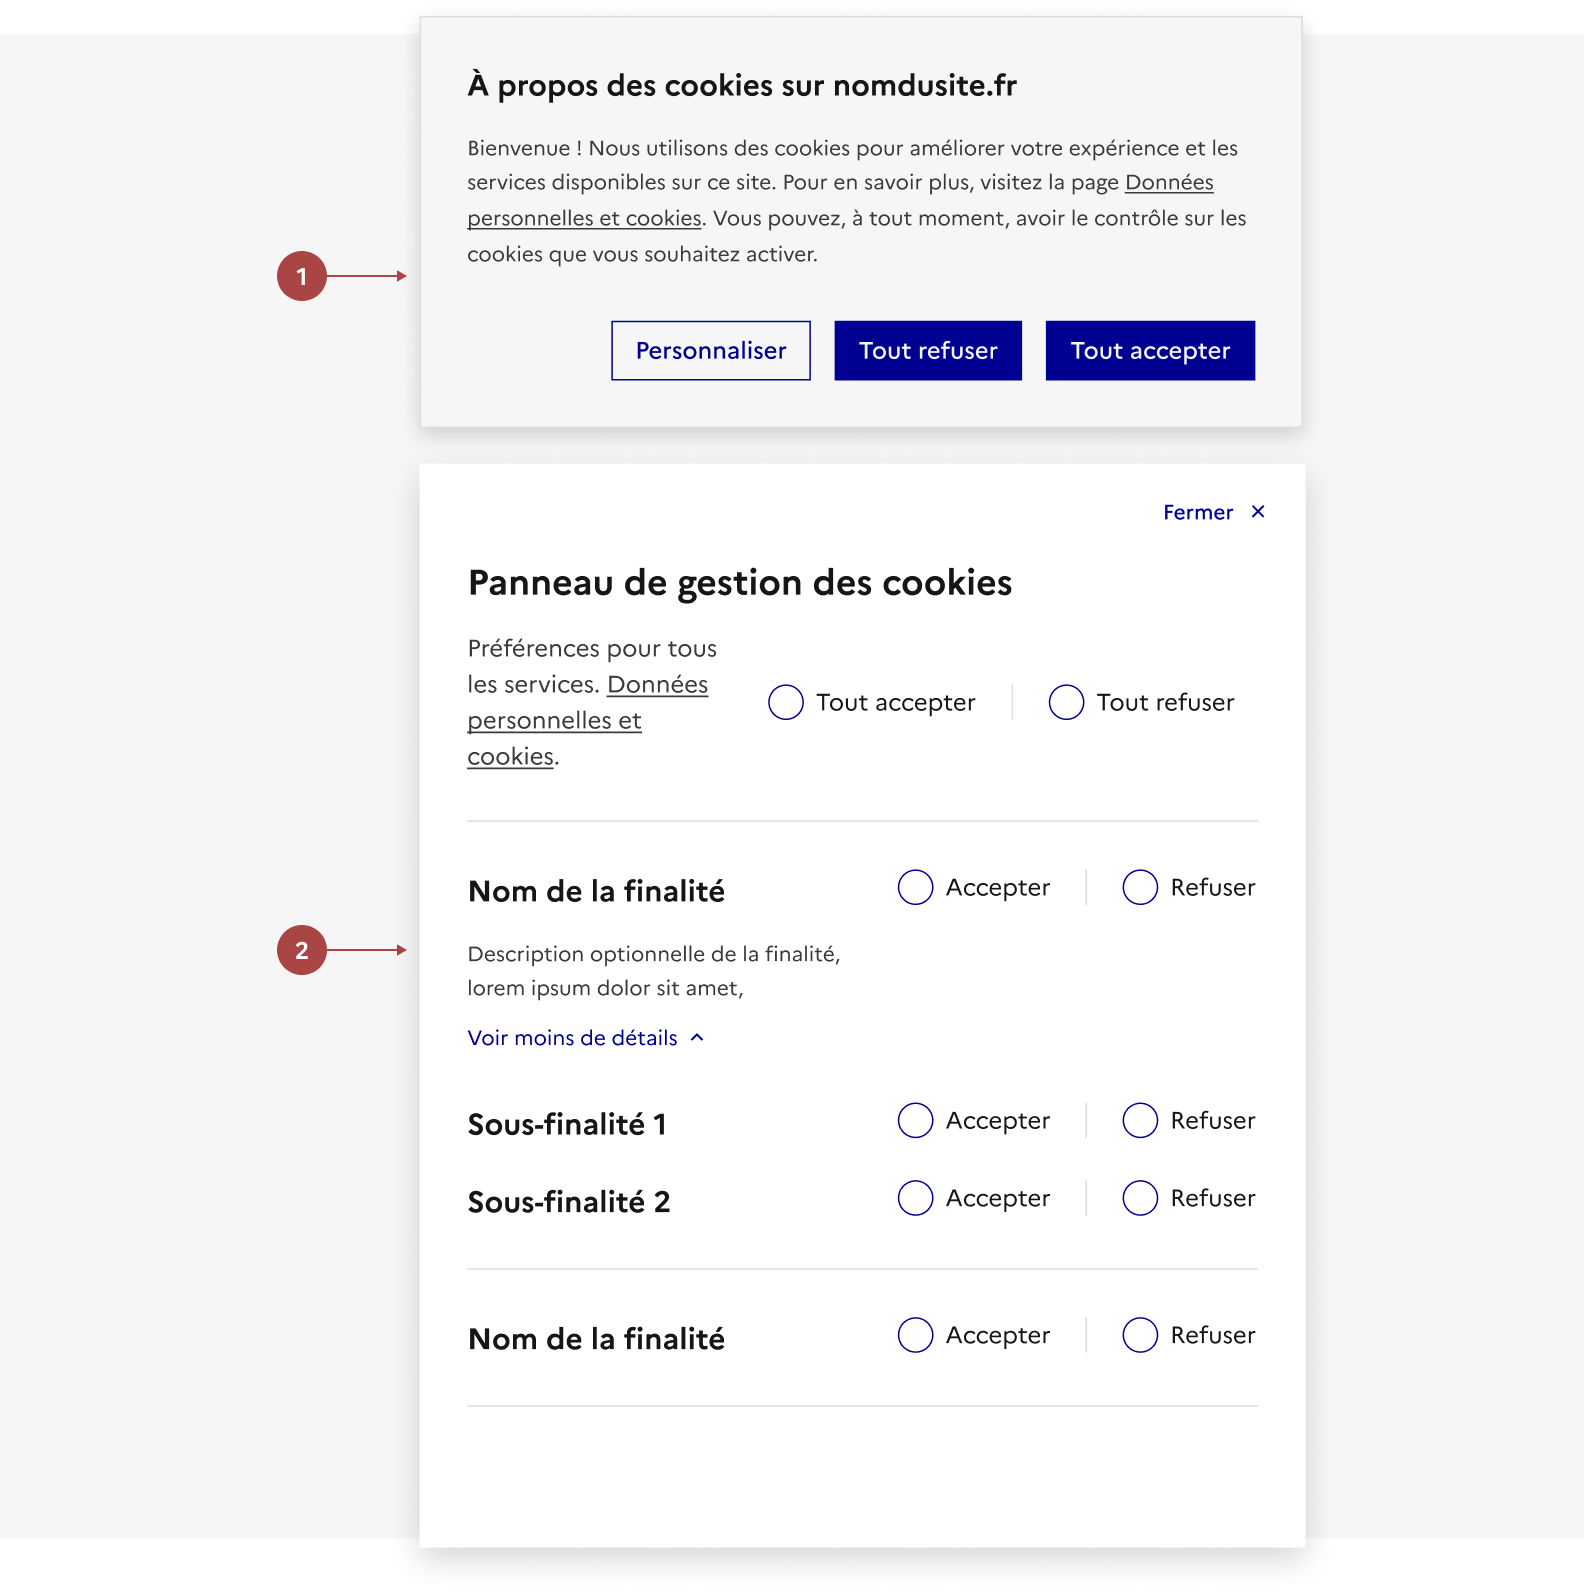 À propos des cookies sur nomdusite.fr
Bienvenue ! Nous utilisons des cookies pour améliorer votre expérience et les
services disponibles sur ce site. Pour en savoir plus, visitez la page Données
personnelles et cookies. Vous pouvez, à tout moment, avoir le contrôle sur les
cookies que vous souhaitez activer.
1
Personnaliser Tout refuser Tout accepter
Fermer ×
Panneau de gestion des cookies
Préférences pour tous
les services. Données
personnelles et
cookies.
Tout accepter Tout refuser
Nom de la finalité Accepter Refuser
2
Description optionnelle de la finalité,
lorem ipsum dolor sit amet,
Voir moins de détails
Sous-finalité 1 Accepter Refuser
Sous-finalité 2 Accepter Refuser
Nom de la finalité Accepter Refuser